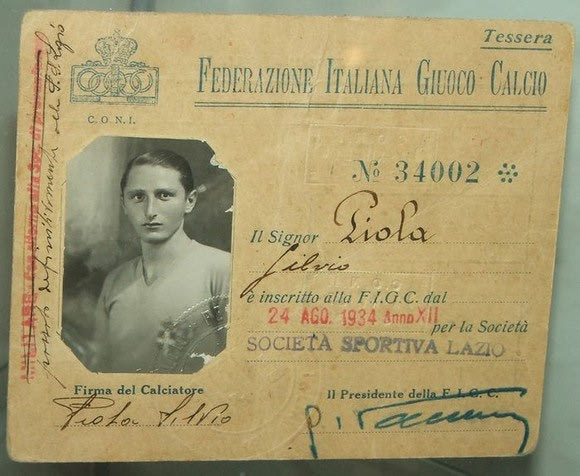 Tessera
FEDERAZIONE ITALIANA GIUOCO CALCIO
C. O. N. I.
No 34002
Il Signor Piola
Silvio
è inscritto alla F.I.G.C. dal
24 AGO. 1934 Anno XII
per la Società
SOCIETÀ SPORTIVA LAZIO
Firma del Calciatore
Piola Silvio
Il Presidente della F.I.G.C.